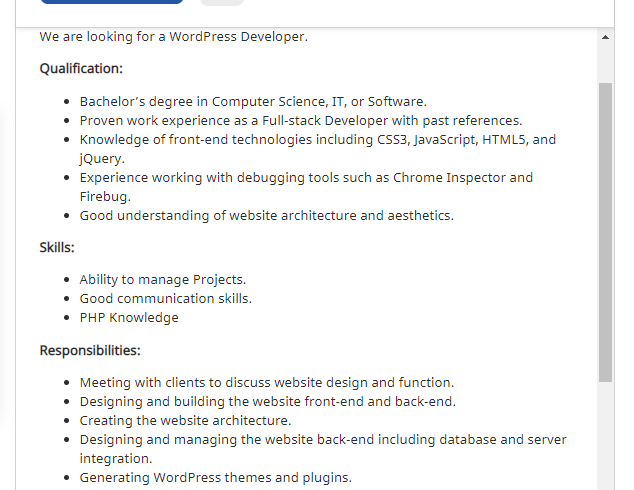 We are looking for a WordPress Developer.
Qualification:
Bachelor's degree in Computer Science, IT, or Software.
Proven work experience as a Full-stack Developer with past references.
Knowledge of front-end technologies including CSS3, JavaScript, HTML5, and
jQuery.
Experience working with debugging tools such as Chrome Inspector and
Firebug.
Good understanding of website architecture and aesthetics.
Skills:
Ability to manage Projects.
Good communication skills.
PHP Knowledge
Responsibilities:
Meeting with clients to discuss website design and function.
Designing and building the website front-end and back-end.
Creating the website architecture.
Designing and managing the website back-end including database and server
integration.
Generating WordPress themes and plugins.